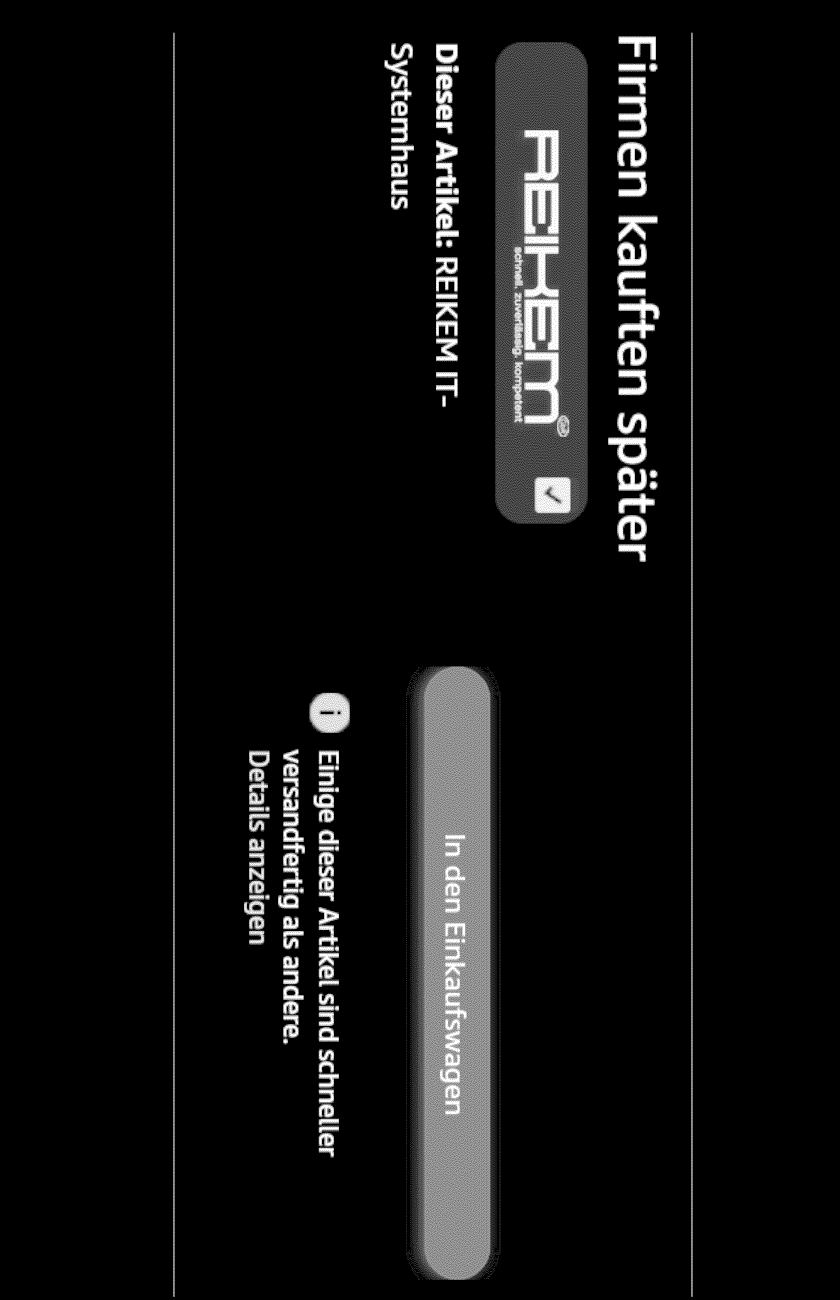 Firmen kauften später
REIKEM
schnell. zuverlässig. kompetent
Dieser Artikel: REIKEM IT-
Systemhaus
In den Einkaufswagen
i
Einige dieser Artikel sind schneller
versandfertig als andere.
Details anzeigen